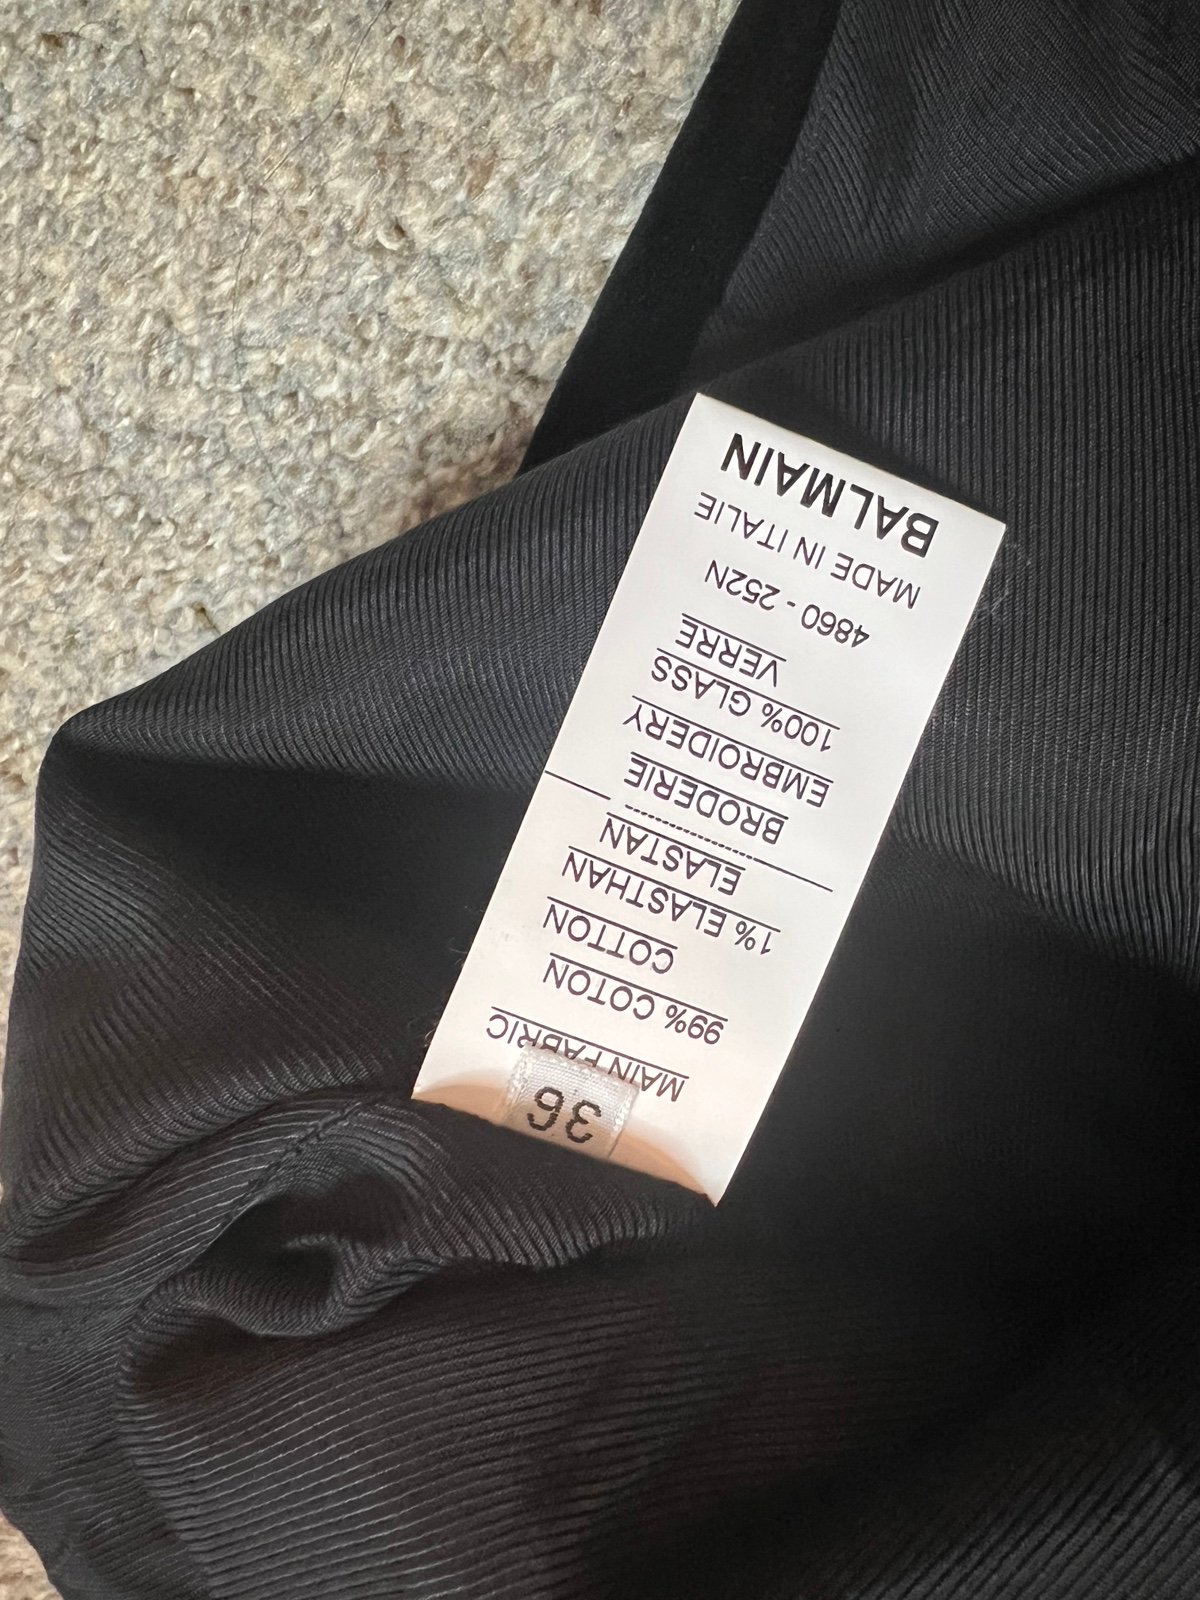 BALMAIN
MADE IN ITALIE
4860 - 252N
VERRE
100% GLASS
EMBROIDERY
BRODERIE
ELASTAN
1% ELASTHAN
COTTON
99% COTON
MAIN FABRIC
36